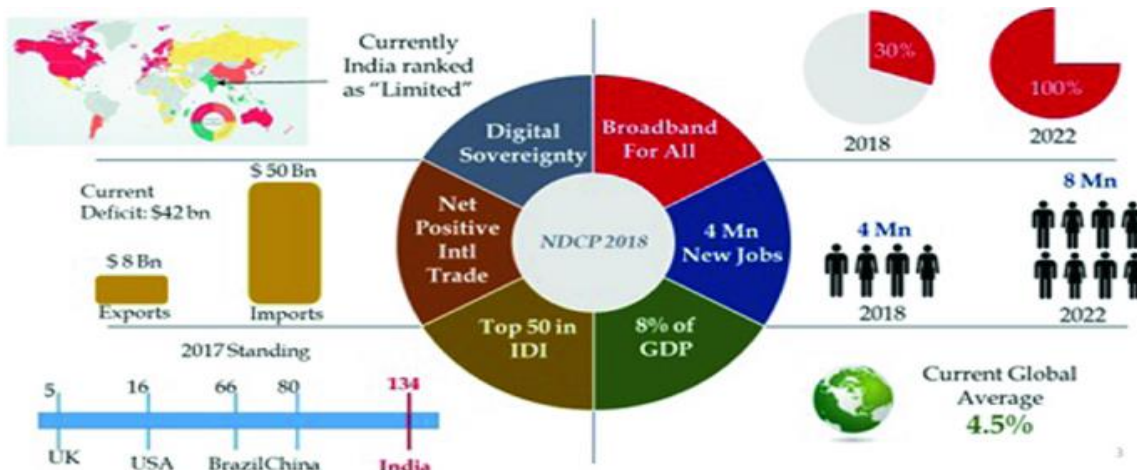 Currently
India ranked
as "Limited"
30%
2018
100%
2022
Digital
Sovereignty
Broadband
For All
Net
Positive
Intl
Trade
NDCP 2018
4 Mn
New Jobs
Top 50 in
IDI
8% of
GDP
Current
Deficit: $42 bn
$ 50 Bn
$ 8 Bn
Exports
Imports
4 Mn
2018
8 Mn
2022
2017 Standing
5
16
66
80
134
UK
USA
Brazil
China
India
Current Global
Average
4.5%
3